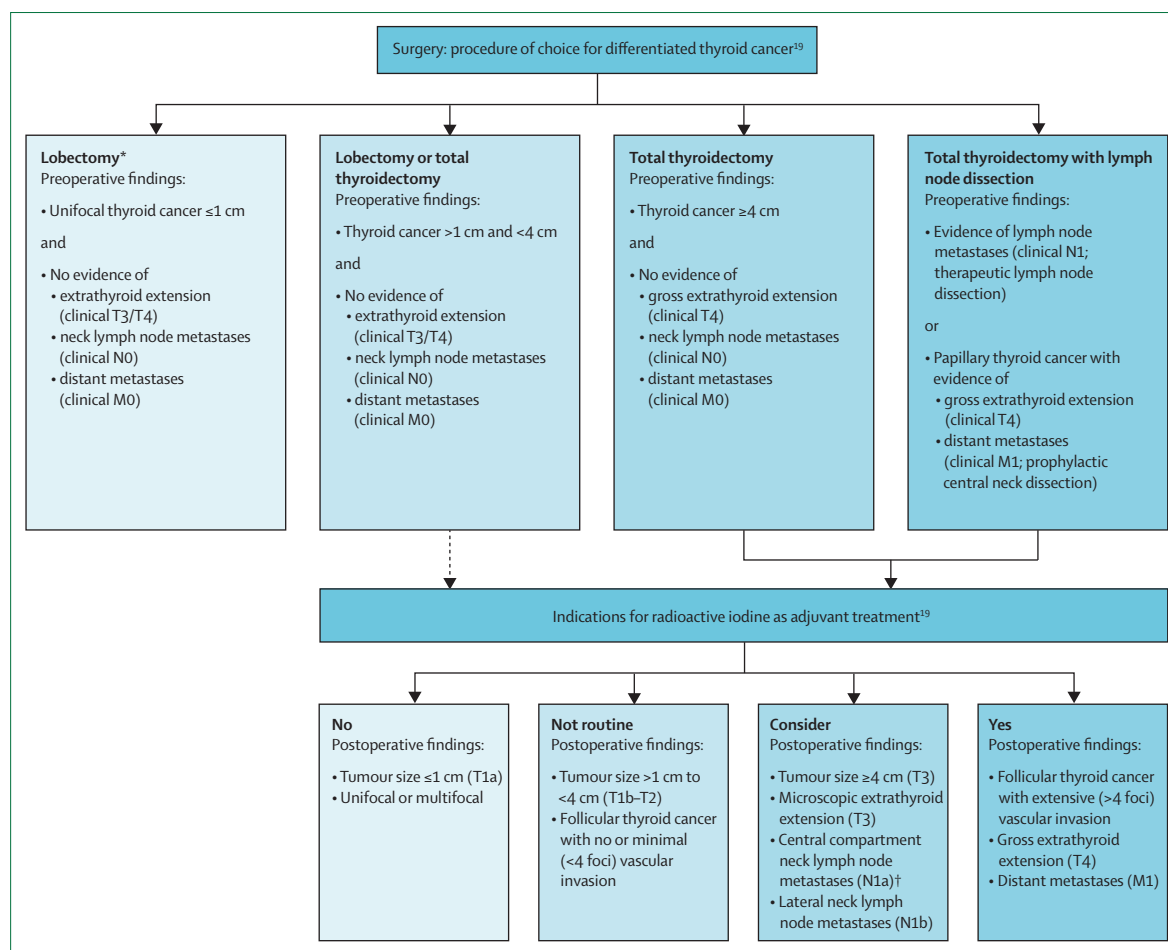 Surgery: procedure of choice for differentiated thyroid cancer¹⁹
Lobectomy*
Preoperative findings:
• Unifocal thyroid cancer ≤1 cm
and
• No evidence of
• extrathyroid extension
(clinical T3/T4)
• neck lymph node metastases
(clinical N0)
• distant metastases
(clinical M0)
Lobectomy or total
thyroidectomy
Preoperative findings:
• Thyroid cancer >1 cm and <4 cm
and
• No evidence of
• extrathyroid extension
(clinical T3/T4)
• neck lymph node metastases
(clinical N0)
• distant metastases
(clinical M0)
Total thyroidectomy
Preoperative findings:
• Thyroid cancer ≥4 cm
and
• No evidence of
• gross extrathyroid extension
(clinical T4)
• neck lymph node metastases
(clinical N0)
• distant metastases
(clinical M0)
Total thyroidectomy with lymph
node dissection
Preoperative findings:
• Evidence of lymph node
metastases (clinical N1;
therapeutic lymph node
dissection)
or
• Papillary thyroid cancer with
evidence of
• gross extrathyroid extension
(clinical T4)
• distant metastases
(clinical M1; prophylactic
central neck dissection)
Indications for radioactive iodine as adjuvant treatment¹⁹
No
Postoperative findings:
• Tumour size ≤1 cm (T1a)
• Unifocal or multifocal
Not routine
Postoperative findings:
• Tumour size >1 cm to
<4 cm (T1b–T2)
• Follicular thyroid cancer
with no or minimal
(<4 foci) vascular
invasion
Consider
Postoperative findings:
• Tumour size ≥4 cm (T3)
• Microscopic extrathyroid
extension (T3)
• Central compartment
neck lymph node
metastases (N1a)†
• Lateral neck lymph
node metastases (N1b)
Yes
Postoperative findings:
• Follicular thyroid cancer
with extensive (>4 foci)
vascular invasion
• Gross extrathyroid
extension (T4)
• Distant metastases (M1)